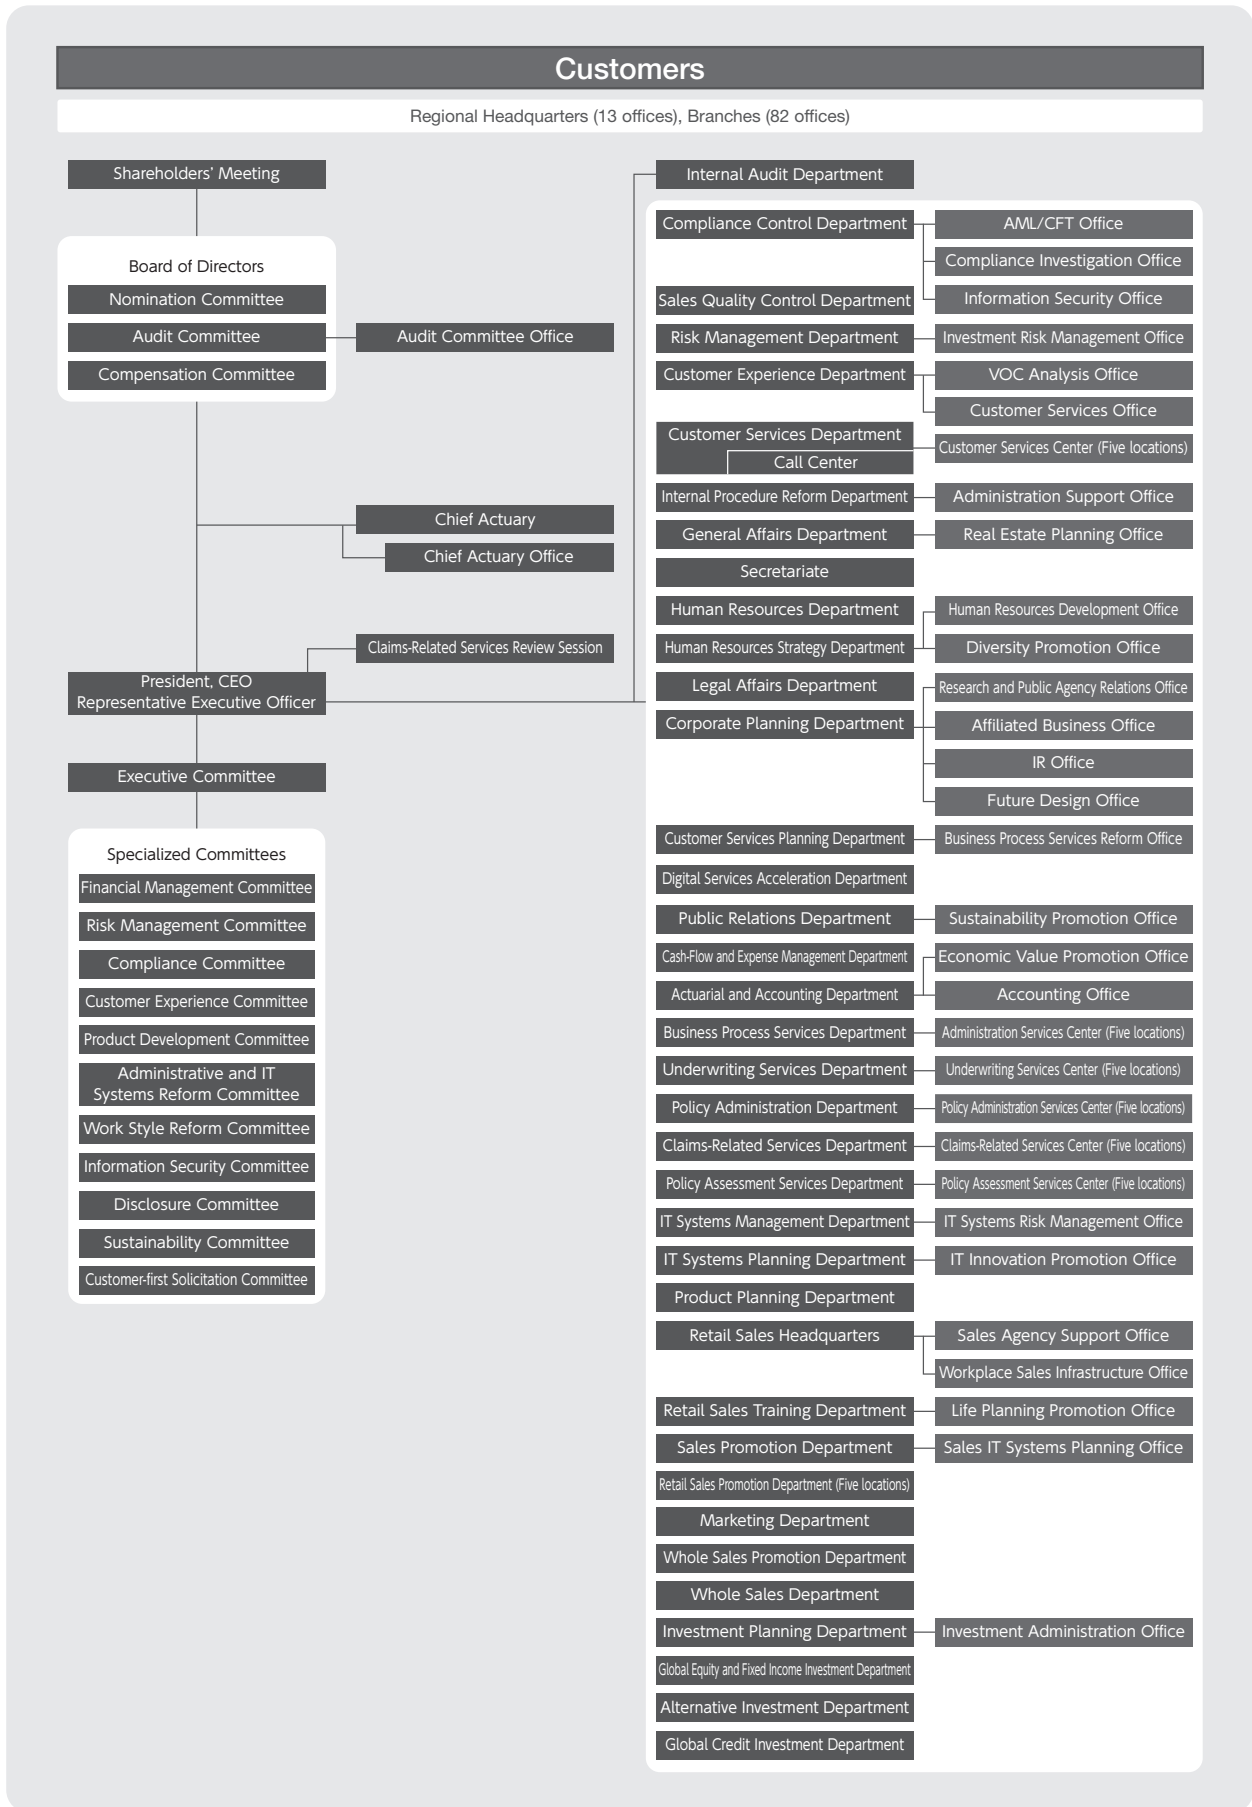 Customers
Regional Headquarters (13 offices), Branches (82 offices)
Shareholders' Meeting
Board of Directors
Nomination Committee
Audit Committee
Audit Committee Office
Compensation Committee
Chief Actuary
Chief Actuary Office
Claims-Related Services Review Session
President, CEO
Representative Executive Officer
Executive Committee
Specialized Committees
Financial Management Committee
Risk Management Committee
Compliance Committee
Customer Experience Committee
Product Development Committee
Administrative and IT
Systems Reform Committee
Work Style Reform Committee
Information Security Committee
Disclosure Committee
Sustainability Committee
Customer-first Solicitation Committee
Internal Audit Department
Compliance Control Department
AML/CFT Office
Compliance Investigation Office
Information Security Office
Sales Quality Control Department
Risk Management Department
Investment Risk Management Office
Customer Experience Department
VOC Analysis Office
Customer Services Office
Customer Services Department
Call Center
Customer Services Center (Five locations)
Internal Procedure Reform Department
Administration Support Office
General Affairs Department
Real Estate Planning Office
Secretariate
Human Resources Department
Human Resources Development Office
Human Resources Strategy Department
Diversity Promotion Office
Legal Affairs Department
Research and Public Agency Relations Office
Corporate Planning Department
Affiliated Business Office
IR Office
Future Design Office
Customer Services Planning Department
Business Process Services Reform Office
Digital Services Acceleration Department
Public Relations Department
Sustainability Promotion Office
Cash-Flow and Expense Management Department
Economic Value Promotion Office
Actuarial and Accounting Department
Accounting Office
Business Process Services Department
Administration Services Center (Five locations)
Underwriting Services Department
Underwriting Services Center (Five locations)
Policy Administration Department
Policy Administration Services Center (Five locations)
Claims-Related Services Department
Claims-Related Services Center (Five locations)
Policy Assessment Services Department
Policy Assessment Services Center (Five locations)
IT Systems Management Department
IT Systems Risk Management Office
IT Systems Planning Department
IT Innovation Promotion Office
Product Planning Department
Retail Sales Headquarters
Sales Agency Support Office
Workplace Sales Infrastructure Office
Retail Sales Training Department
Life Planning Promotion Office
Sales Promotion Department
Sales IT Systems Planning Office
Retail Sales Promotion Department (Five locations)
Marketing Department
Whole Sales Promotion Department
Whole Sales Department
Investment Planning Department
Investment Administration Office
Global Equity and Fixed Income Investment Department
Alternative Investment Department
Global Credit Investment Department